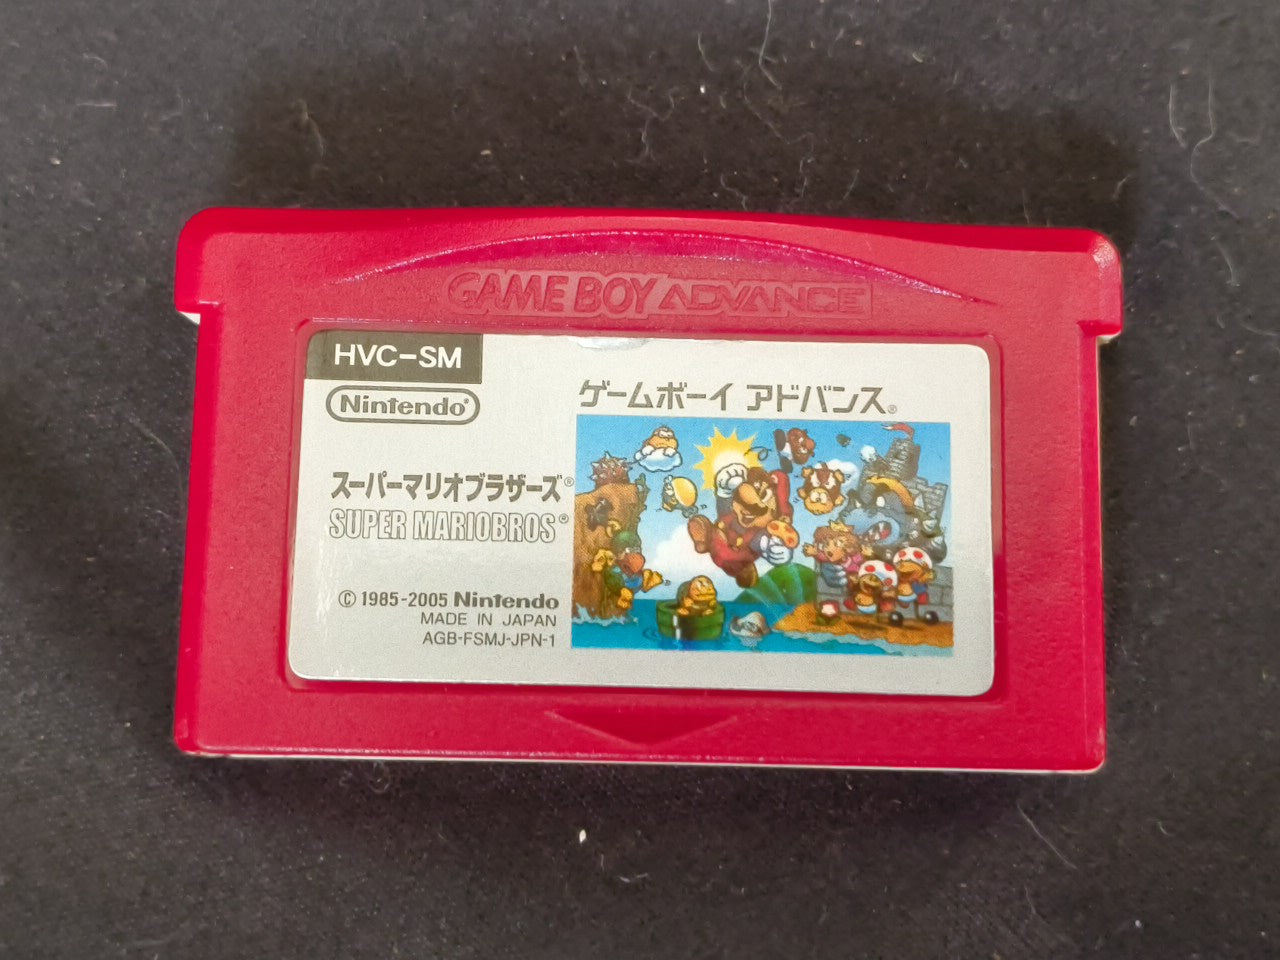 GAME BOY ADVANCE
HVC-SM
Nintendo®
ゲームボーイ アドバンス®
スーパーマリオブラザーズ®
SUPER MARIOBROS®
© 1985-2005 Nintendo
MADE IN JAPAN
AGB-FSMJ-JPN-1